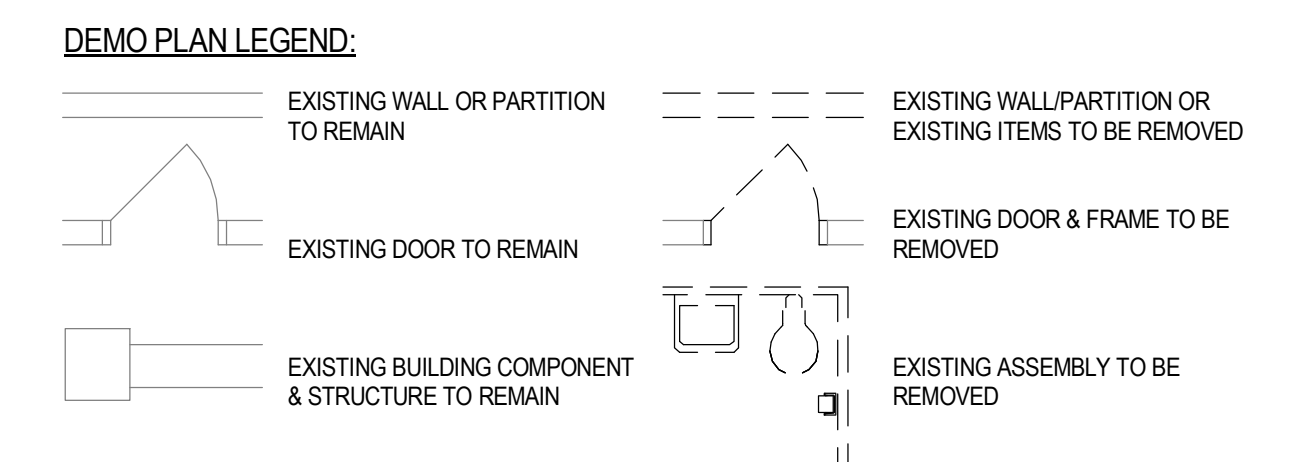 DEMO PLAN LEGEND:
EXISTING WALL OR PARTITION
TO REMAIN
EXISTING DOOR TO REMAIN
EXISTING BUILDING COMPONENT
& STRUCTURE TO REMAIN
EXISTING WALL/PARTITION OR
EXISTING ITEMS TO BE REMOVED
EXISTING DOOR & FRAME TO BE
REMOVED
EXISTING ASSEMBLY TO BE
REMOVED